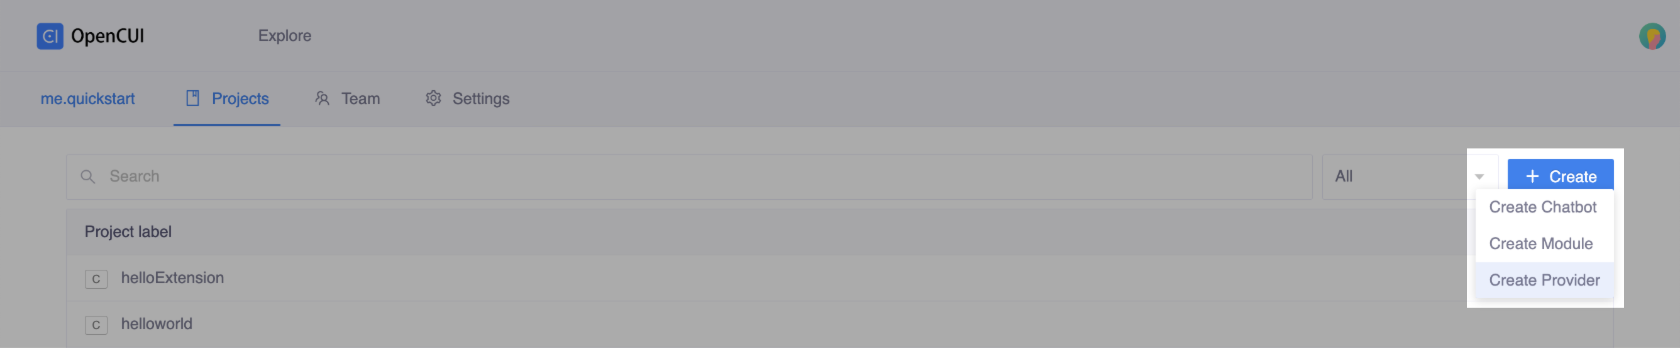 OpenCUI Explore
me.quickstart Projects Team Settings
Search All + Create
Create Chatbot
Project label
Create Module
C helloExtension
Create Provider
C helloworld